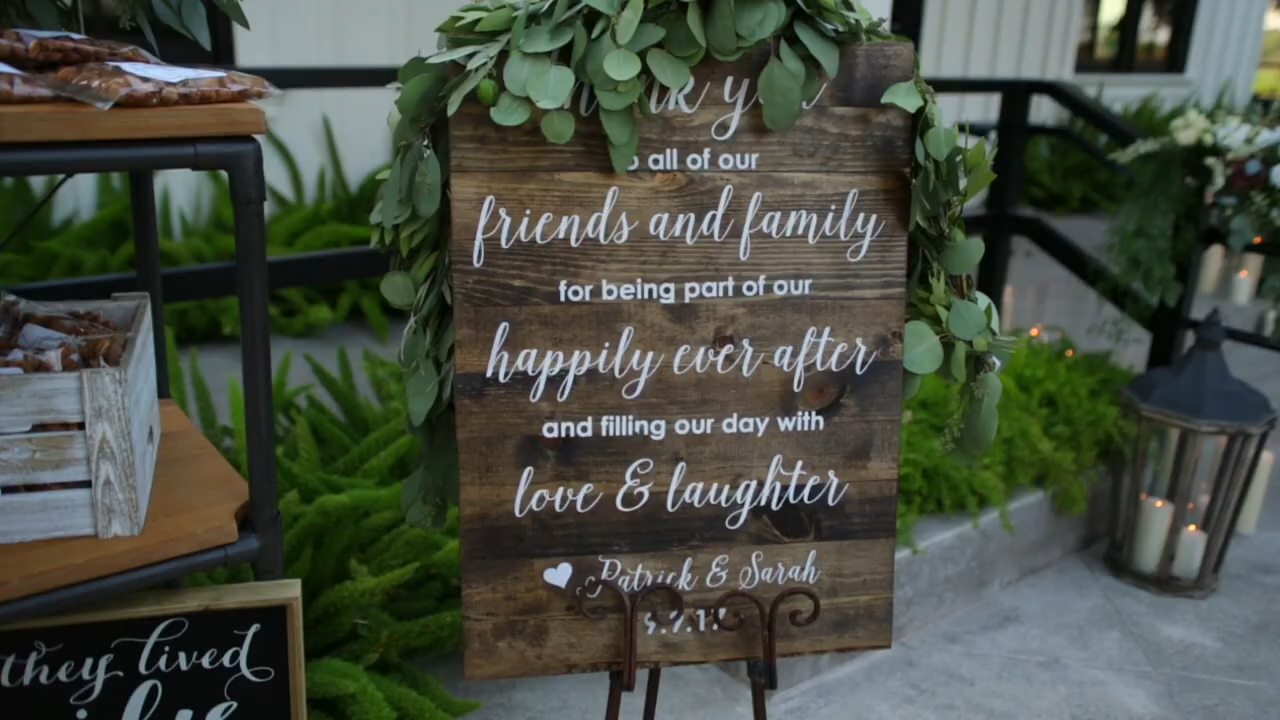 all of our
friends and family
for being part of our
happily ever after
and filling our day with
love & laughter
Patrick & Sarah
they lived